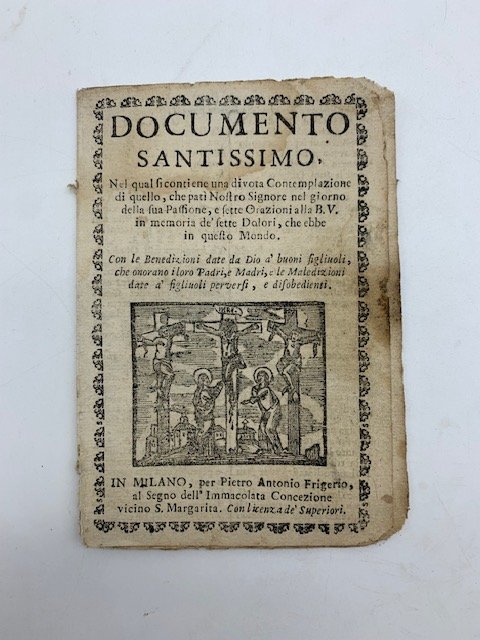 DOCUMENTO
SANTISSIMO,
Nel qual si contiene una divota Contemplazione
di quello, che patì Nostro Signore nel giorno
della sua Passione, e sette Orazioni alla B. V.
in memoria de' sette Dolori, che ebbe
in questo Mondo.
Con le Benedizioni date da Dio a' buoni figliuoli,
che onorano i loro Padri, e Madri, e le Maledizioni
date a' figliuoli perversi, e disobedienti.
IN MILANO, per Pietro Antonio Frigerio,
al Segno dell' Immacolata Concezione
vicino S. Margarita. Con licenza de' Superiori.